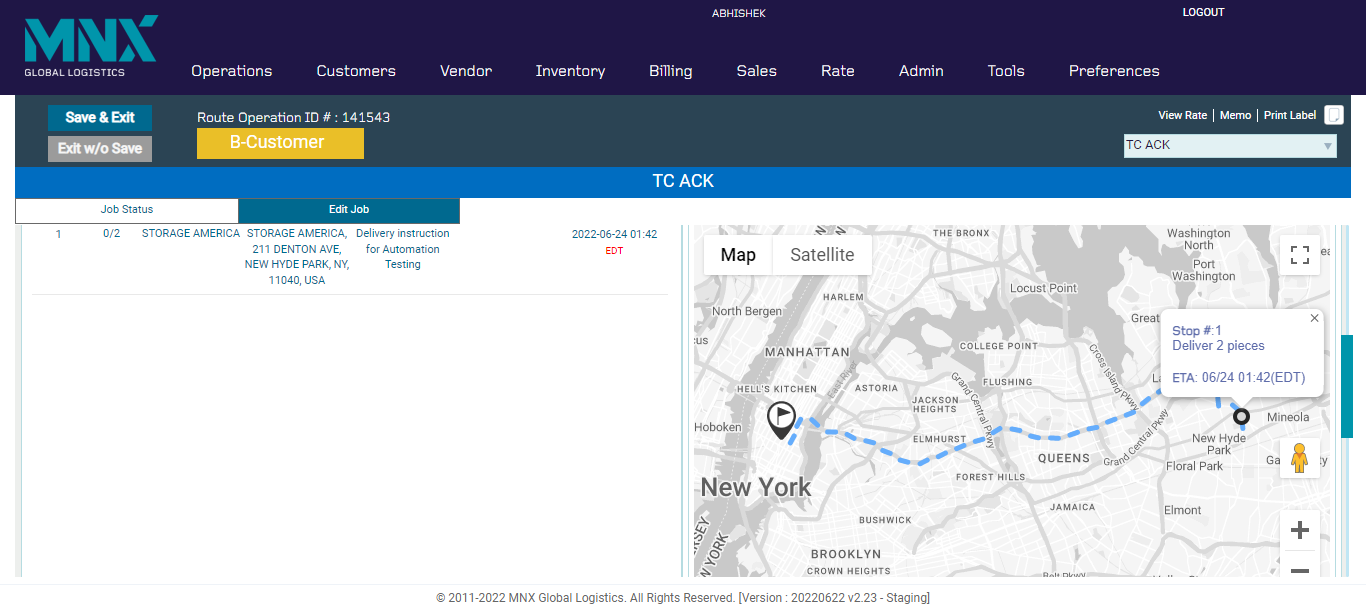 ABHISHEK
LOGOUT
MNX
GLOBAL LOGISTICS
Operations Customers Vendor Inventory Billing Sales Rate Admin Tools Preferences
Save & Exit
Exit w/o Save
Route Operation ID # : 141543
B-Customer
View Rate | Memo | Print Label
TC ACK
TC ACK
Job Status
Edit Job
1 0/2 STORAGE AMERICA STORAGE AMERICA, Delivery instruction 2022-06-24 01:42
211 DENTON AVE, for Automation EDT
NEW HYDE PARK, NY, Testing
11040, USA
Map Satellite
THE BRONX
Washington
North
Port
Washington
Locust Point
HARLEM
North Bergen
Great
COLLEGE POINT
MANHATTAN
Cross Island Pkwy
East River
FLUSHING
HELL'S KITCHEN
ASTORIA
Grand Central Pkwy
JACKSON
HEIGHTS
Stop #:1
Deliver 2 pieces
ETA: 06/24 01:42(EDT)
Hoboken
Mineola
ELMHURST
Grand Central Pkwy
New Hyde
Park
QUEENS
Floral Park
FOREST HILLS
New York
JAMAICA
Elmont
BUSHWICK
BROOKLYN
CROWN HEIGHTS
Belt Pkwy
© 2011-2022 MNX Global Logistics. All Rights Reserved. [Version : 20220622 v2.23 - Staging]